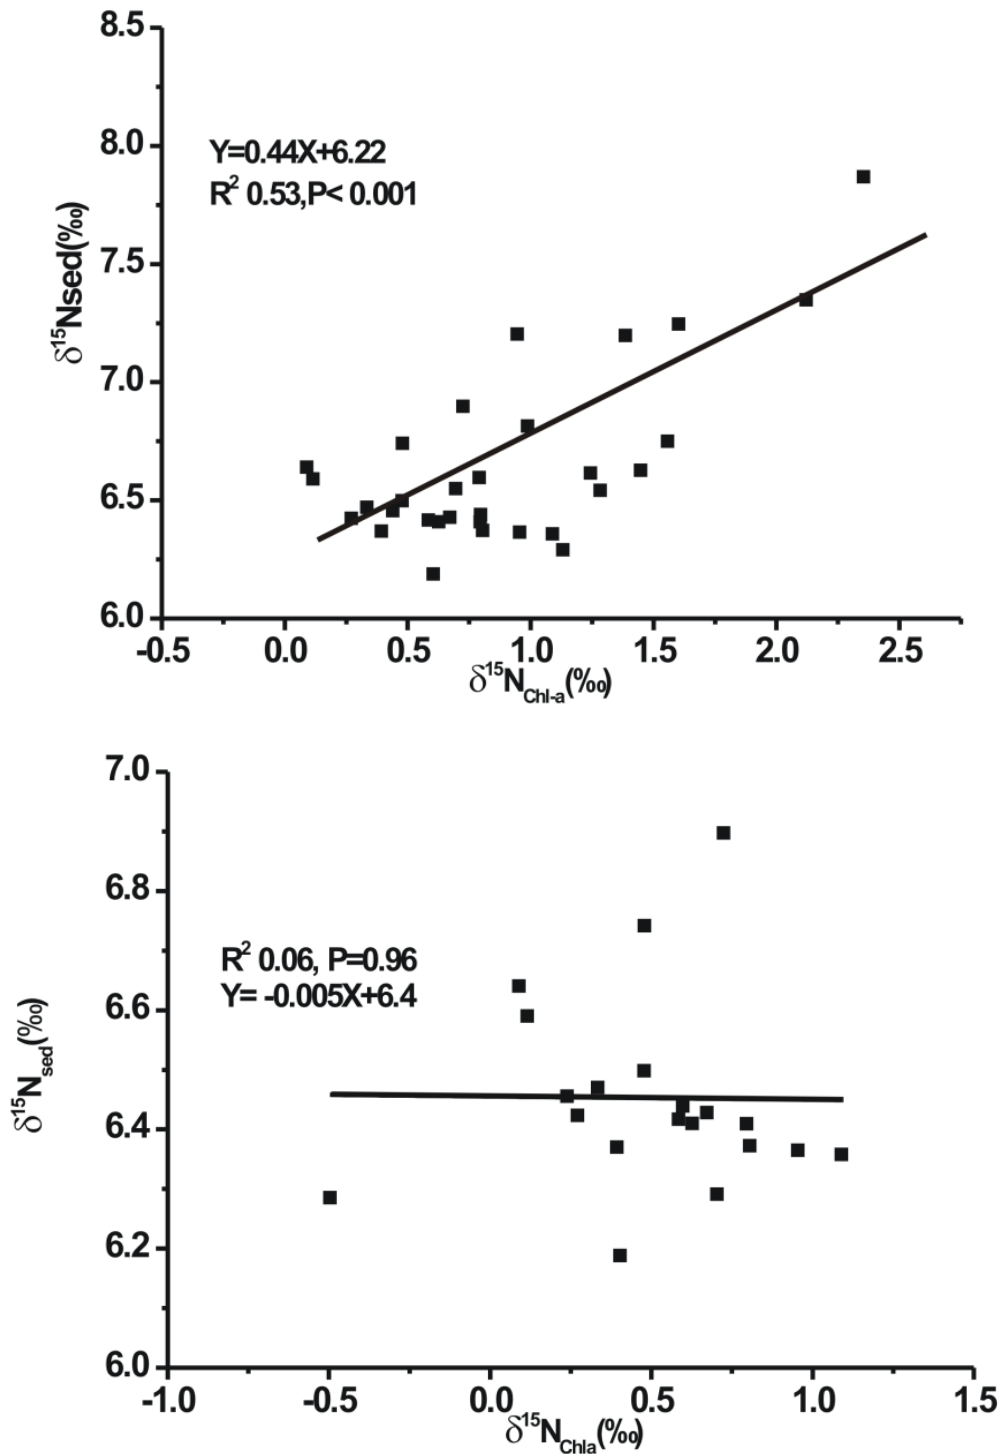 8.5
8.0
7.5
7.0
6.5
6.0
Y=0.44X+6.22
R² 0.53,P< 0.001
δ¹⁵Nsed(‰)
-0.5 0.0 0.5 1.0 1.5 2.0 2.5
δ¹⁵N_Chl-a(‰)
7.0
6.8
6.6
6.4
6.2
6.0
R² 0.06, P=0.96
Y= -0.005X+6.4
δ¹⁵N_sed(‰)
-1.0 -0.5 0.0 0.5 1.0 1.5
δ¹⁵N_Chla(‰)